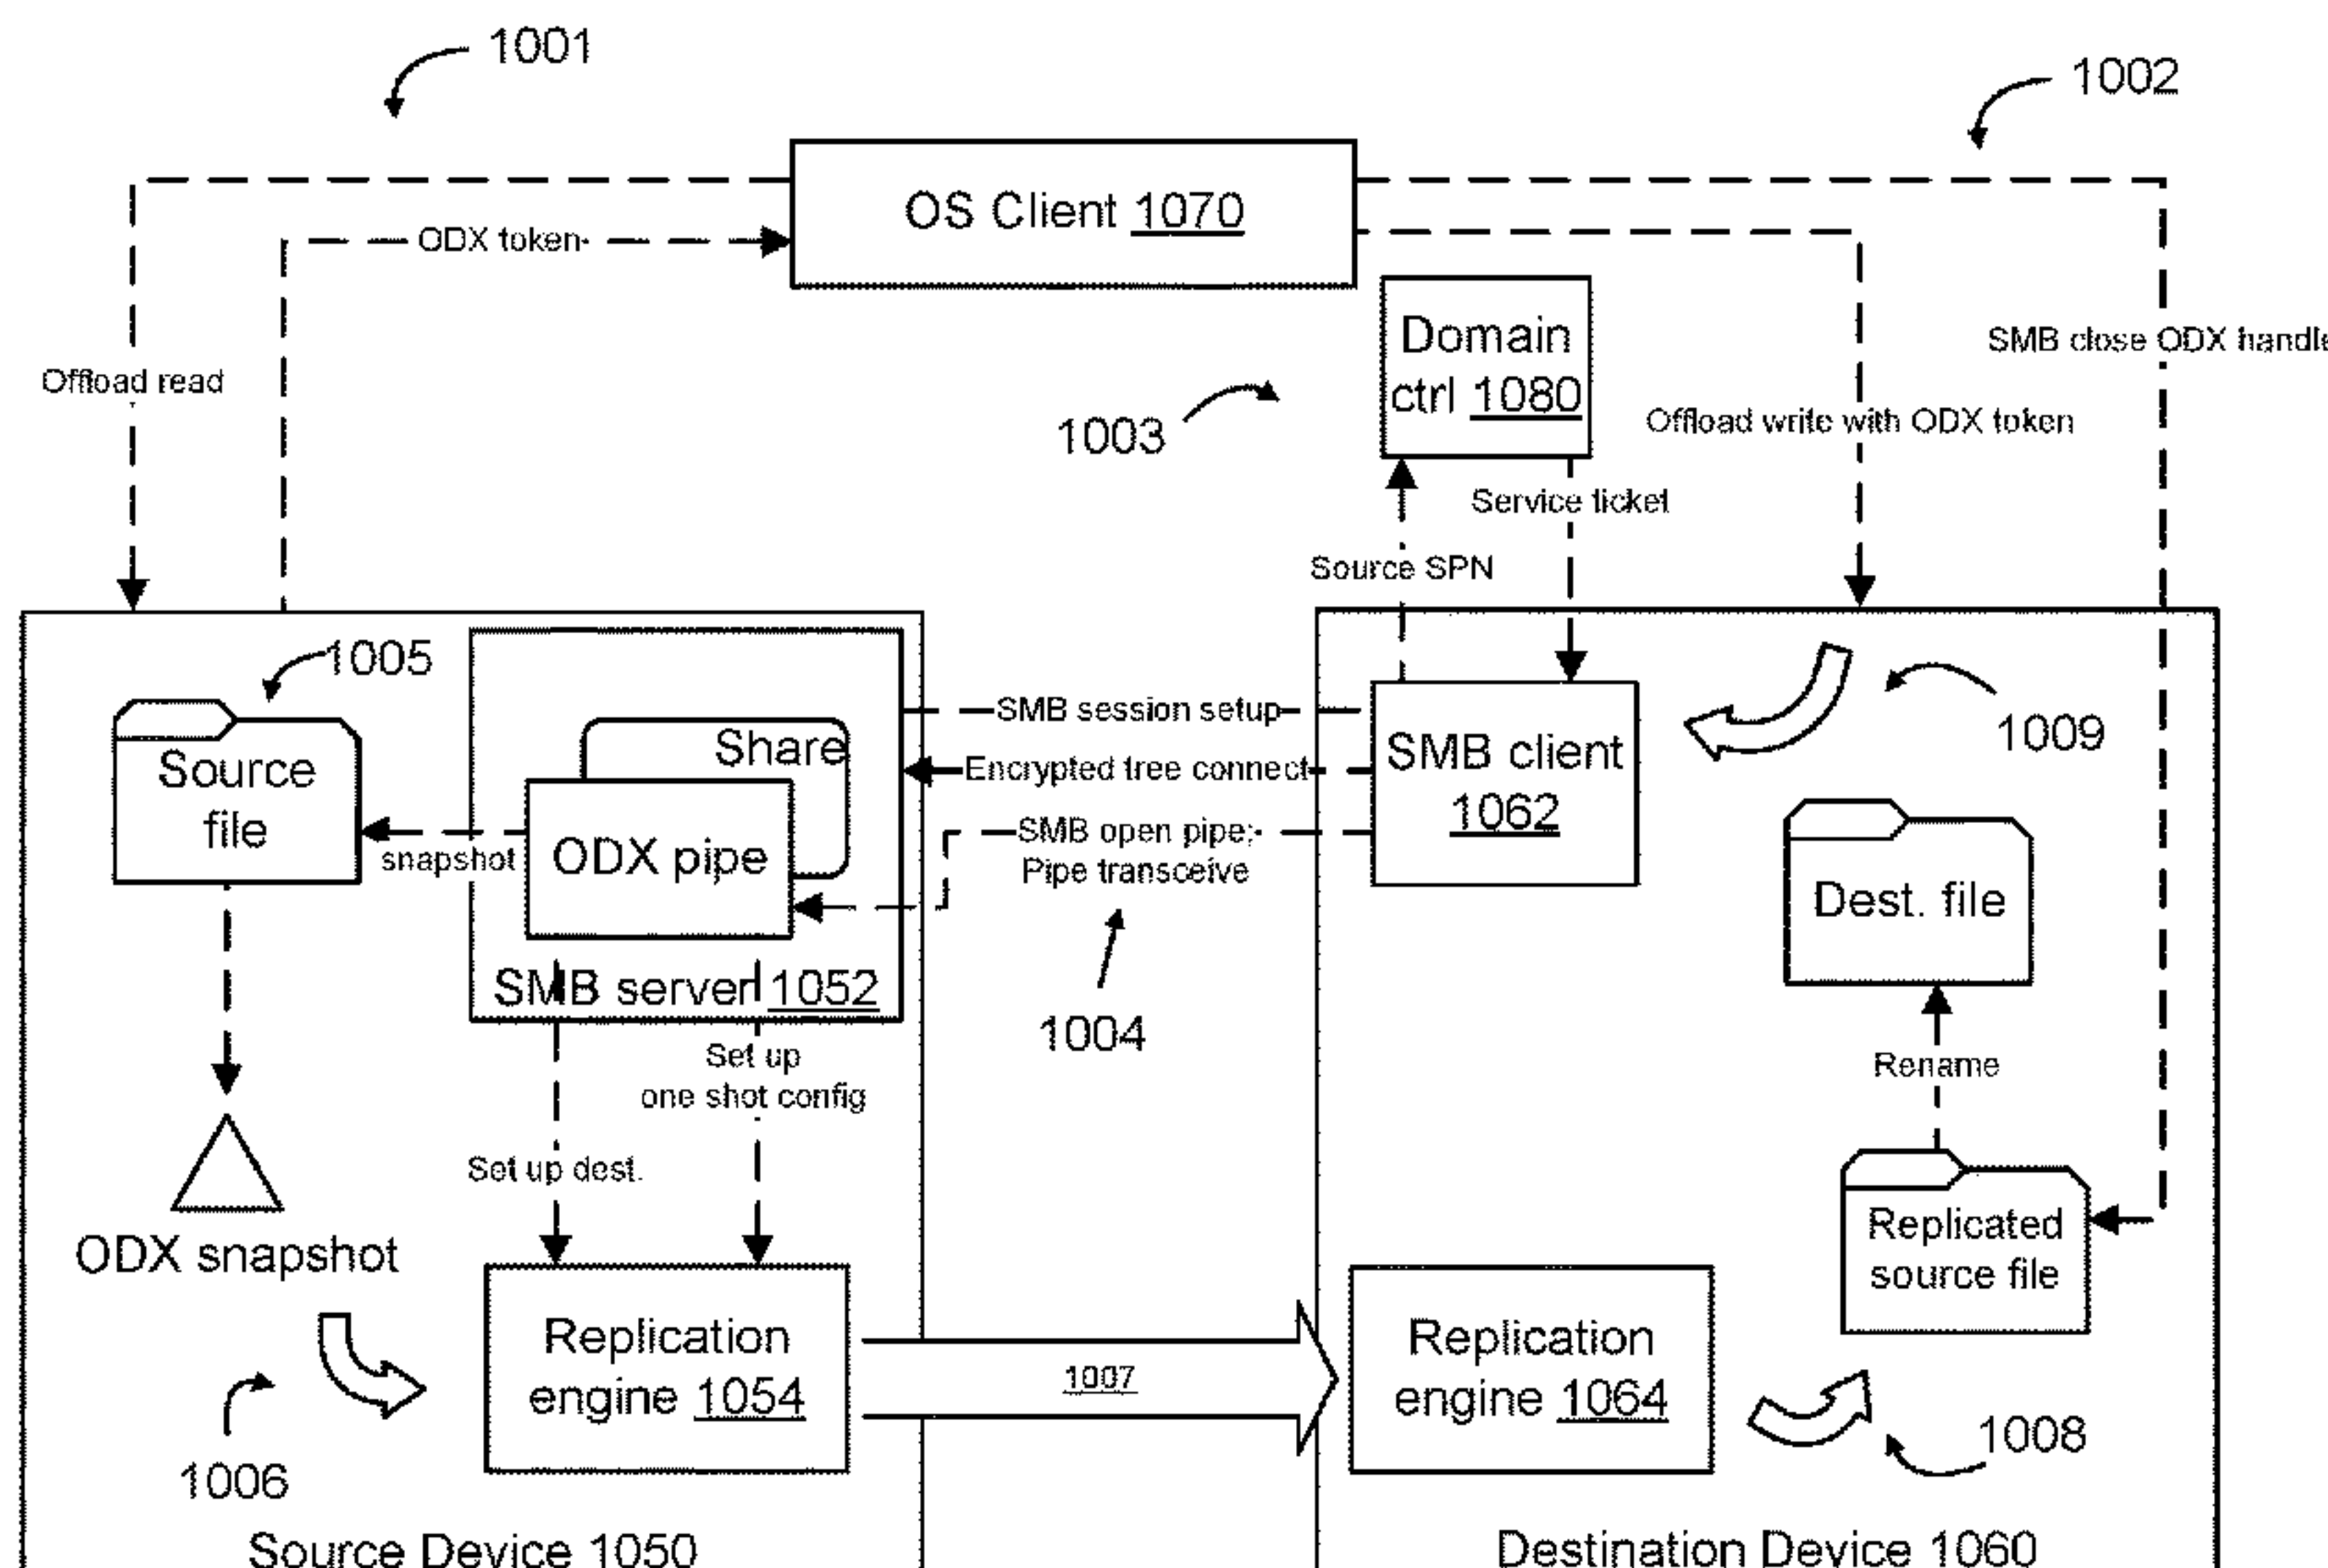 1001
1002
OS Client 1070
ODX token
Domain
ctrl 1080
SMB close ODX handle
Offload read
1003
Offload write with ODX token
Service ticket
Source SPN
1005
SMB session setup
1009
Share
Source
file
Encrypted tree connect
SMB client
1062
snapshot
ODX pipe
SMB open pipe;
Pipe transceive
Dest. file
SMB server 1052
1004
Set up
one shot config
Rename
Set up dest.
ODX snapshot
Replicated
source file
Replication
engine 1054
1007
Replication
engine 1064
1006
1008
Source Device 1050
Destination Device 1060